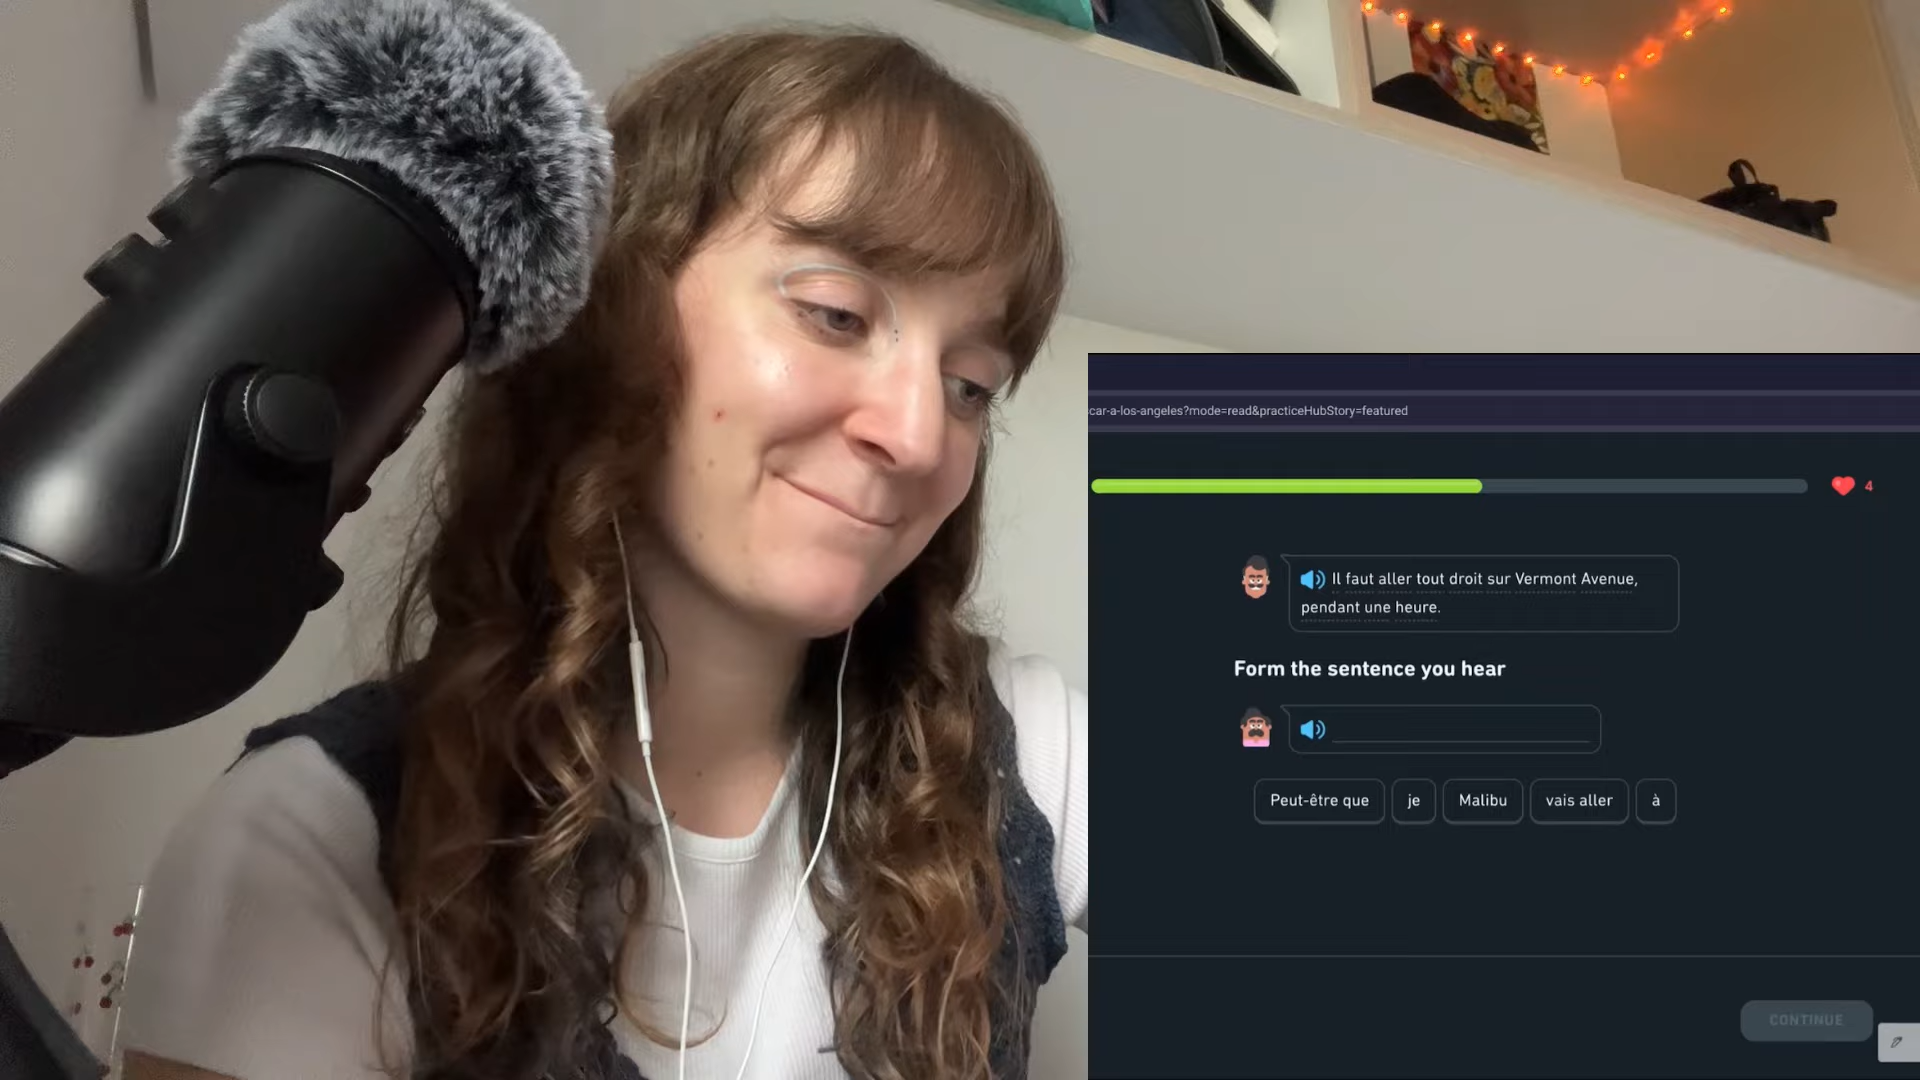 car-a-los-angeles?mode=read&practiceHubStory=featured
4
Il faut aller tout droit sur Vermont Avenue,
pendant une heure.
Form the sentence you hear
Peut-être que je Malibu vais aller à
CONTINUE